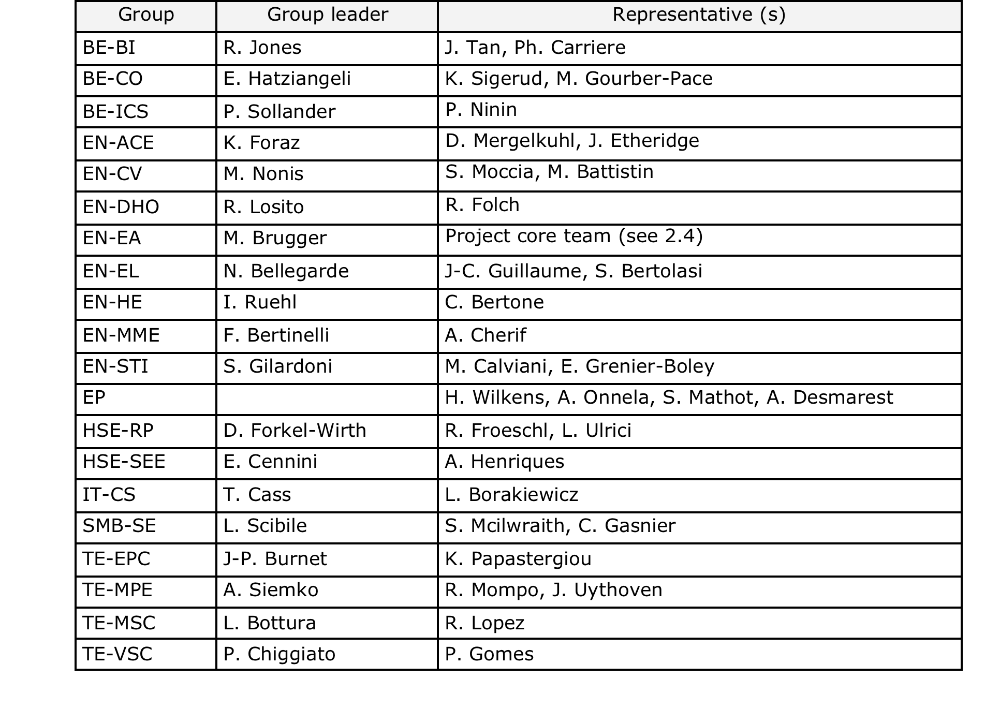 Group Group leader Representative (s)
BE-BI R. Jones J. Tan, Ph. Carriere
BE-CO E. Hatziangeli K. Sigerud, M. Gourber-Pace
BE-ICS P. Sollander P. Ninin
EN-ACE K. Foraz D. Mergelkuhl, J. Etheridge
EN-CV M. Nonis S. Moccia, M. Battistin
EN-DHO R. Losito R. Folch
EN-EA M. Brugger Project core team (see 2.4)
EN-EL N. Bellegarde J-C. Guillaume, S. Bertolasi
EN-HE I. Ruehl C. Bertone
EN-MME F. Bertinelli A. Cherif
EN-STI S. Gilardoni M. Calviani, E. Grenier-Boley
EP H. Wilkens, A. Onnela, S. Mathot, A. Desmarest
HSE-RP D. Forkel-Wirth R. Froeschl, L. Ulrici
HSE-SEE E. Cennini A. Henriques
IT-CS T. Cass L. Borakiewicz
SMB-SE L. Scibile S. Mcilwraith, C. Gasnier
TE-EPC J-P. Burnet K. Papastergiou
TE-MPE A. Siemko R. Mompo, J. Uythoven
TE-MSC L. Bottura R. Lopez
TE-VSC P. Chiggiato P. Gomes